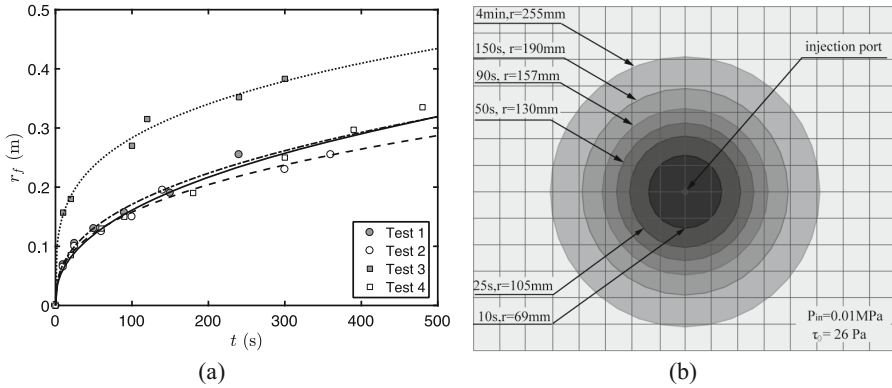 0.5
0.4
0.3
0.2
0.1
0
r_f (m)
0 100 200 300 400 500
t (s)
Test 1
Test 2
Test 3
Test 4
(a)
4min,r=255mm
150s, r=190mm
90s, r=157mm
50s, r=130mm
injection port
25s,r=105mm
10s,r=69mm
Pin=0.01MPa
τ0= 26 Pa
(b)